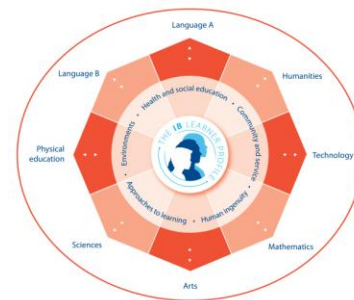 Language A
Language B
Humanities
Physical education
Technology
Sciences
Mathematics
Arts
Health and social education
Community and service
Human Ingenuity
Approaches to learning
Environments
THE IB LEARNER PROFILE